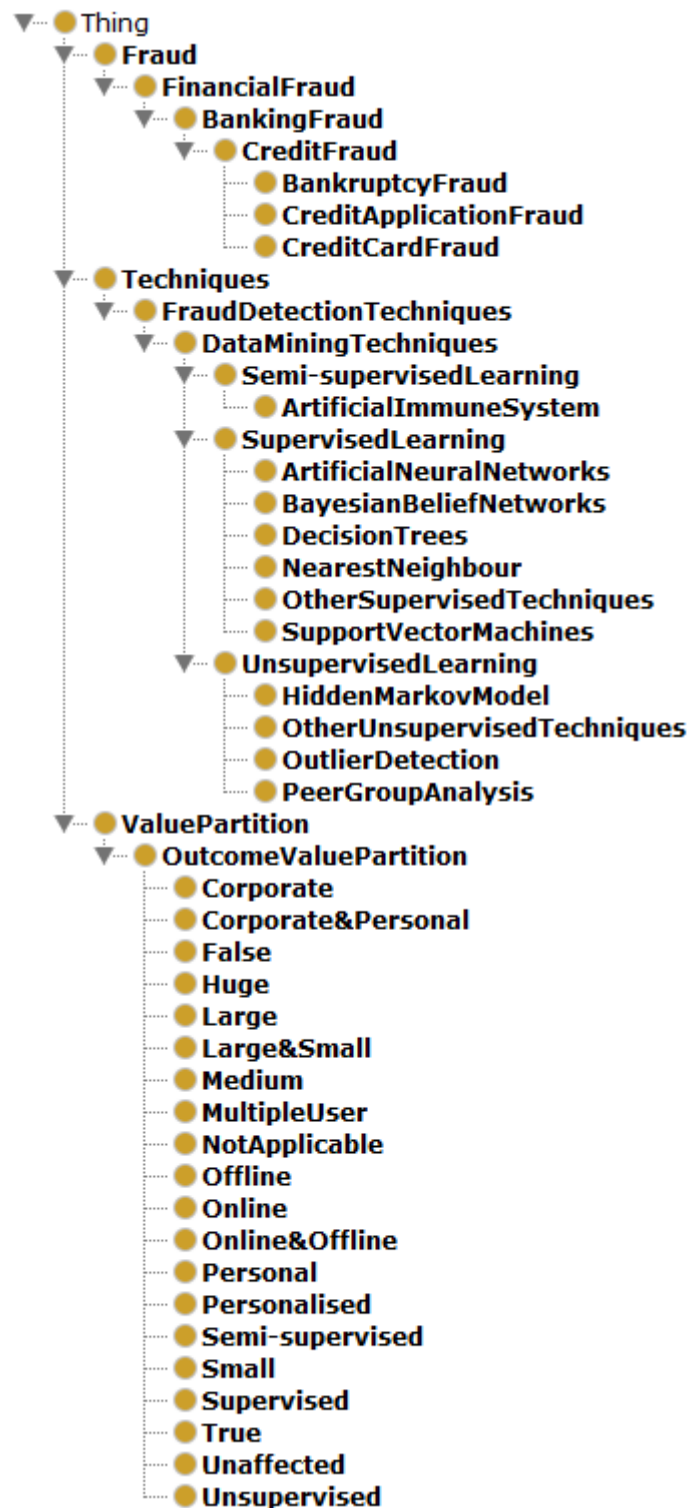 Thing
Fraud
FinancialFraud
BankingFraud
CreditFraud
BankruptcyFraud
CreditApplicationFraud
CreditCardFraud
Techniques
FraudDetectionTechniques
DataMiningTechniques
Semi-supervisedLearning
ArtificialImmuneSystem
SupervisedLearning
ArtificialNeuralNetworks
BayesianBeliefNetworks
DecisionTrees
NearestNeighbour
OtherSupervisedTechniques
SupportVectorMachines
UnsupervisedLearning
HiddenMarkovModel
OtherUnsupervisedTechniques
OutlierDetection
PeerGroupAnalysis
ValuePartition
OutcomeValuePartition
Corporate
Corporate&Personal
False
Huge
Large
Large&Small
Medium
MultipleUser
NotApplicable
Offline
Online
Online&Offline
Personal
Personalised
Semi-supervised
Small
Supervised
True
Unaffected
Unsupervised